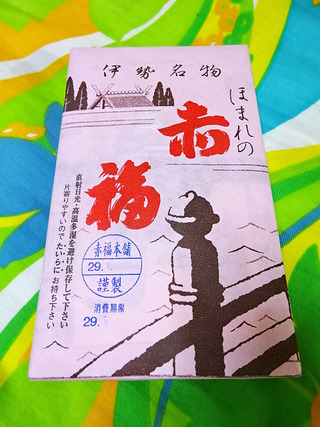 伊勢名物
ほまれの
赤福
直射日光・高温多湿を避け保存して下さい
片寄りやすいので たいらに お持ち下さい
赤福本舗
29.
謹製
消費期限
29.